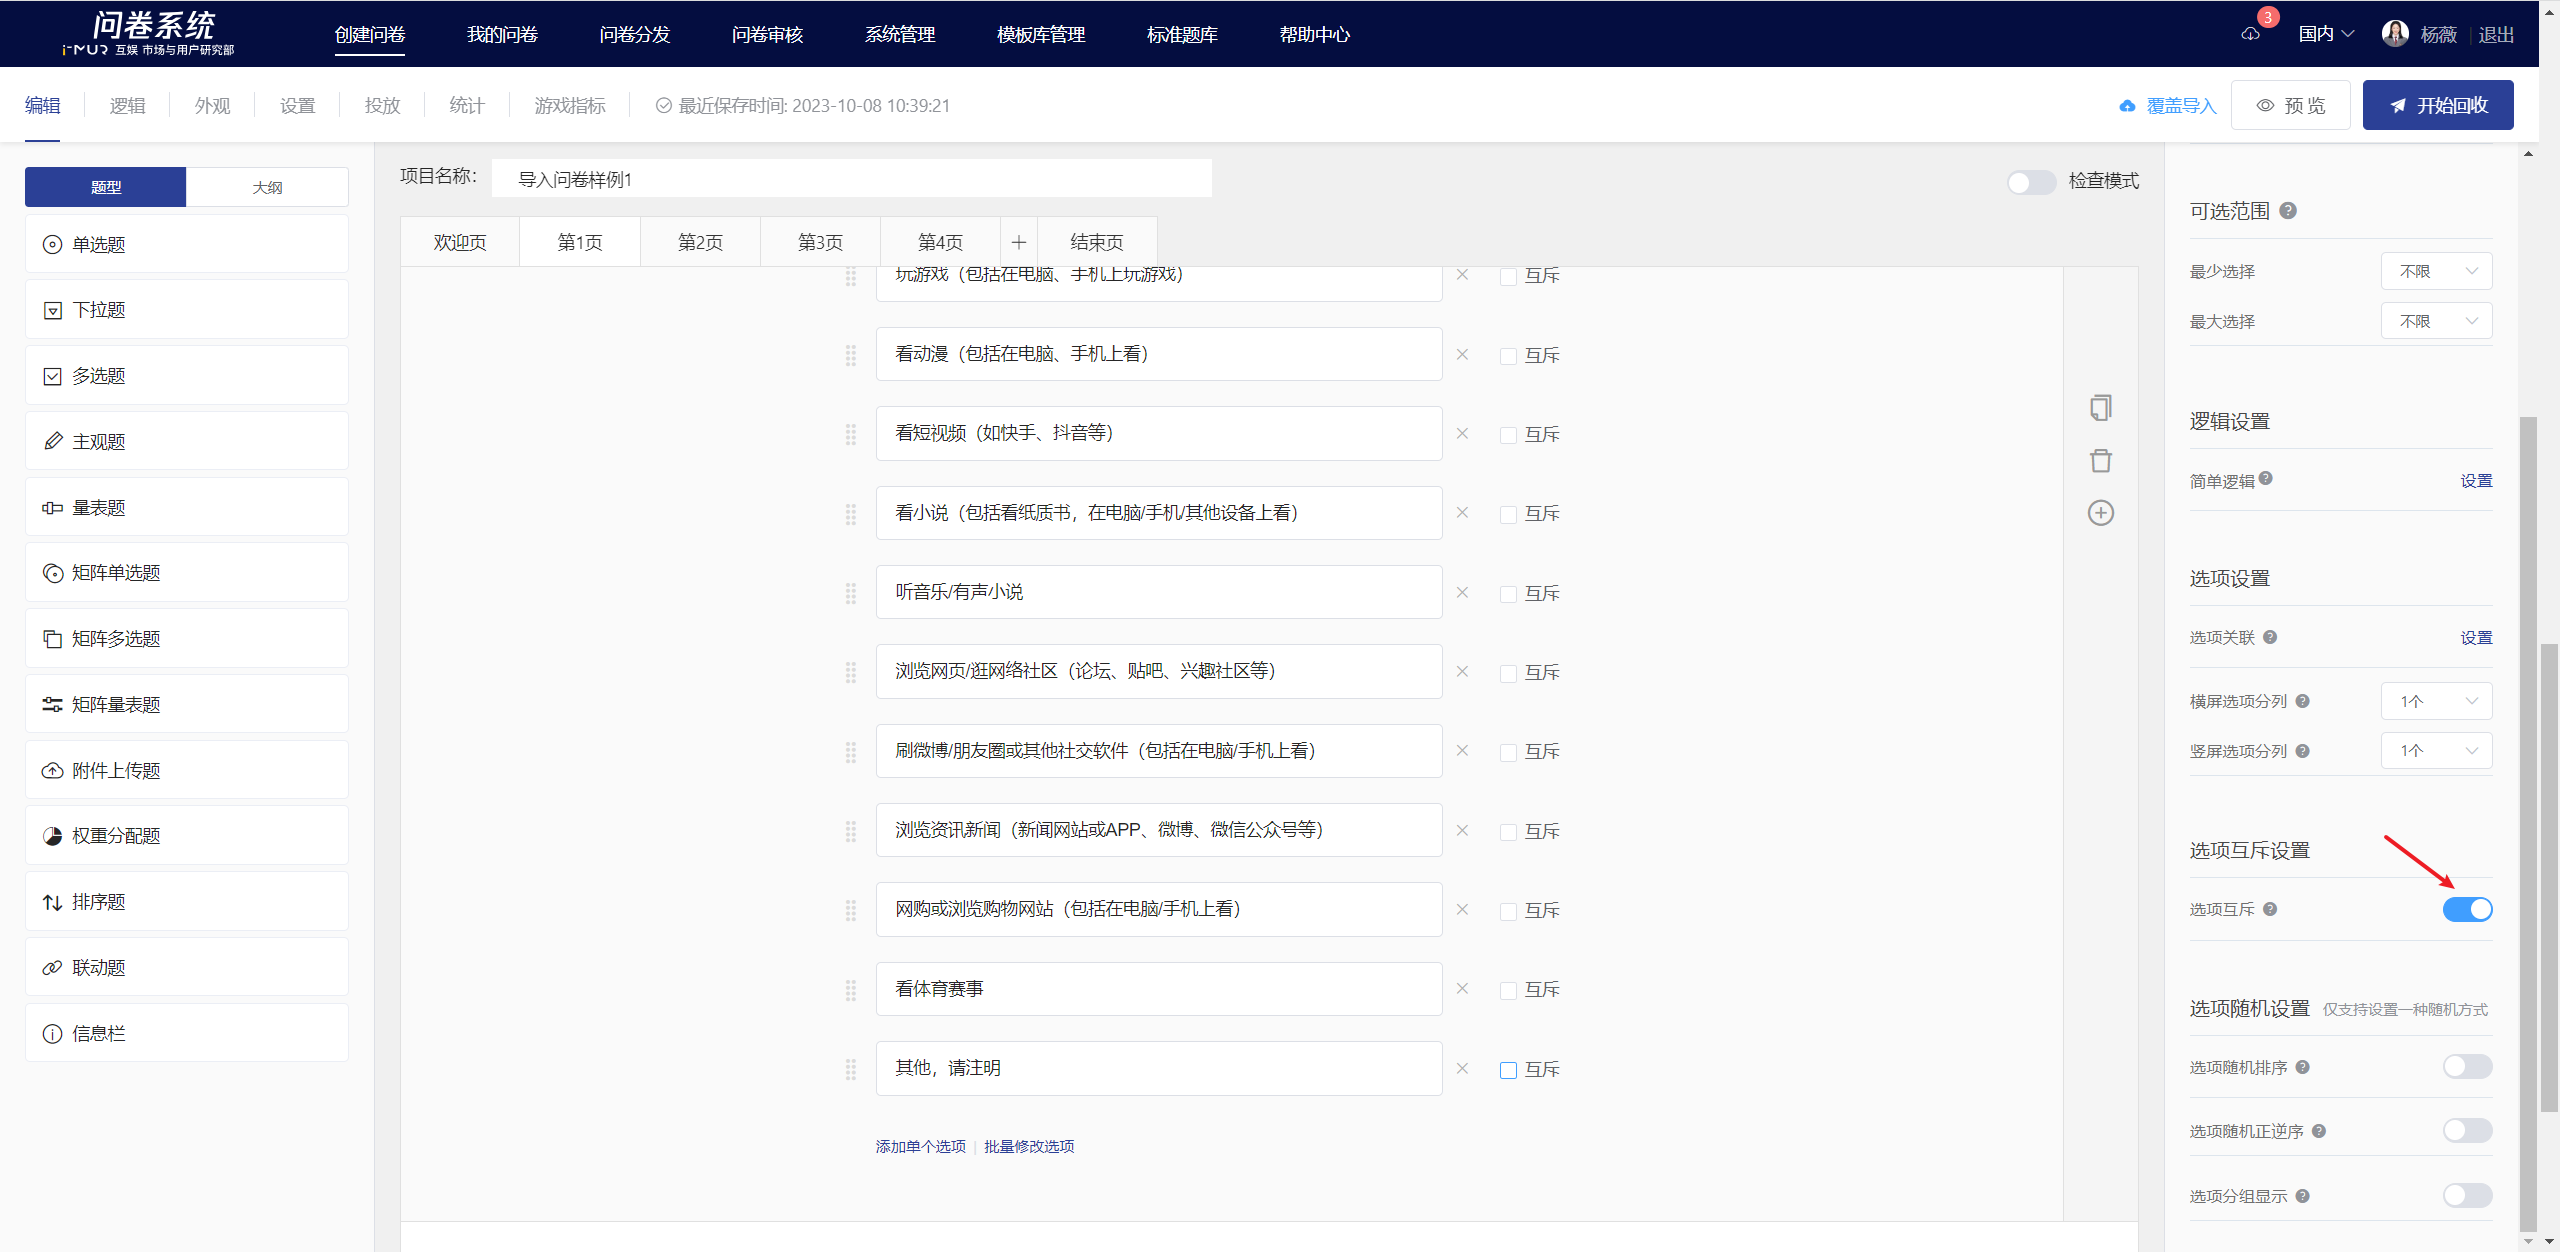 问卷系统
i-MUR 互娱 市场与用户研究部
创建问卷
我的问卷
问卷分发
问卷审核
系统管理
模板库管理
标准题库
帮助中心
3
国内
杨薇
退出
编辑
逻辑
外观
设置
投放
统计
游戏指标
最近保存时间: 2023-10-08 10:39:21
覆盖导入
预 览
开始回收
题型
大纲
单选题
下拉题
多选题
主观题
量表题
矩阵单选题
矩阵多选题
矩阵量表题
附件上传题
权重分配题
排序题
联动题
信息栏
项目名称:
导入问卷样例1
检查模式
欢迎页
第1页
第2页
第3页
第4页
结束页
玩游戏（包括在电脑、手机上玩游戏）
互斥
看动漫（包括在电脑、手机上看）
互斥
看短视频（如快手、抖音等）
互斥
看小说（包括看纸质书，在电脑/手机/其他设备上看）
互斥
听音乐/有声小说
互斥
浏览网页/逛网络社区（论坛、贴吧、兴趣社区等）
互斥
刷微博/朋友圈或其他社交软件（包括在电脑/手机上看）
互斥
浏览资讯新闻（新闻网站或APP、微博、微信公众号等）
互斥
网购或浏览购物网站（包括在电脑/手机上看）
互斥
看体育赛事
互斥
其他，请注明
互斥
添加单个选项 | 批量修改选项
可选范围
最少选择
不限
最大选择
不限
逻辑设置
简单逻辑
设置
选项设置
选项关联
设置
横屏选项分列
1个
竖屏选项分列
1个
选项互斥设置
选项互斥
选项随机设置 仅支持设置一种随机方式
选项随机排序
选项随机正逆序
选项分组显示